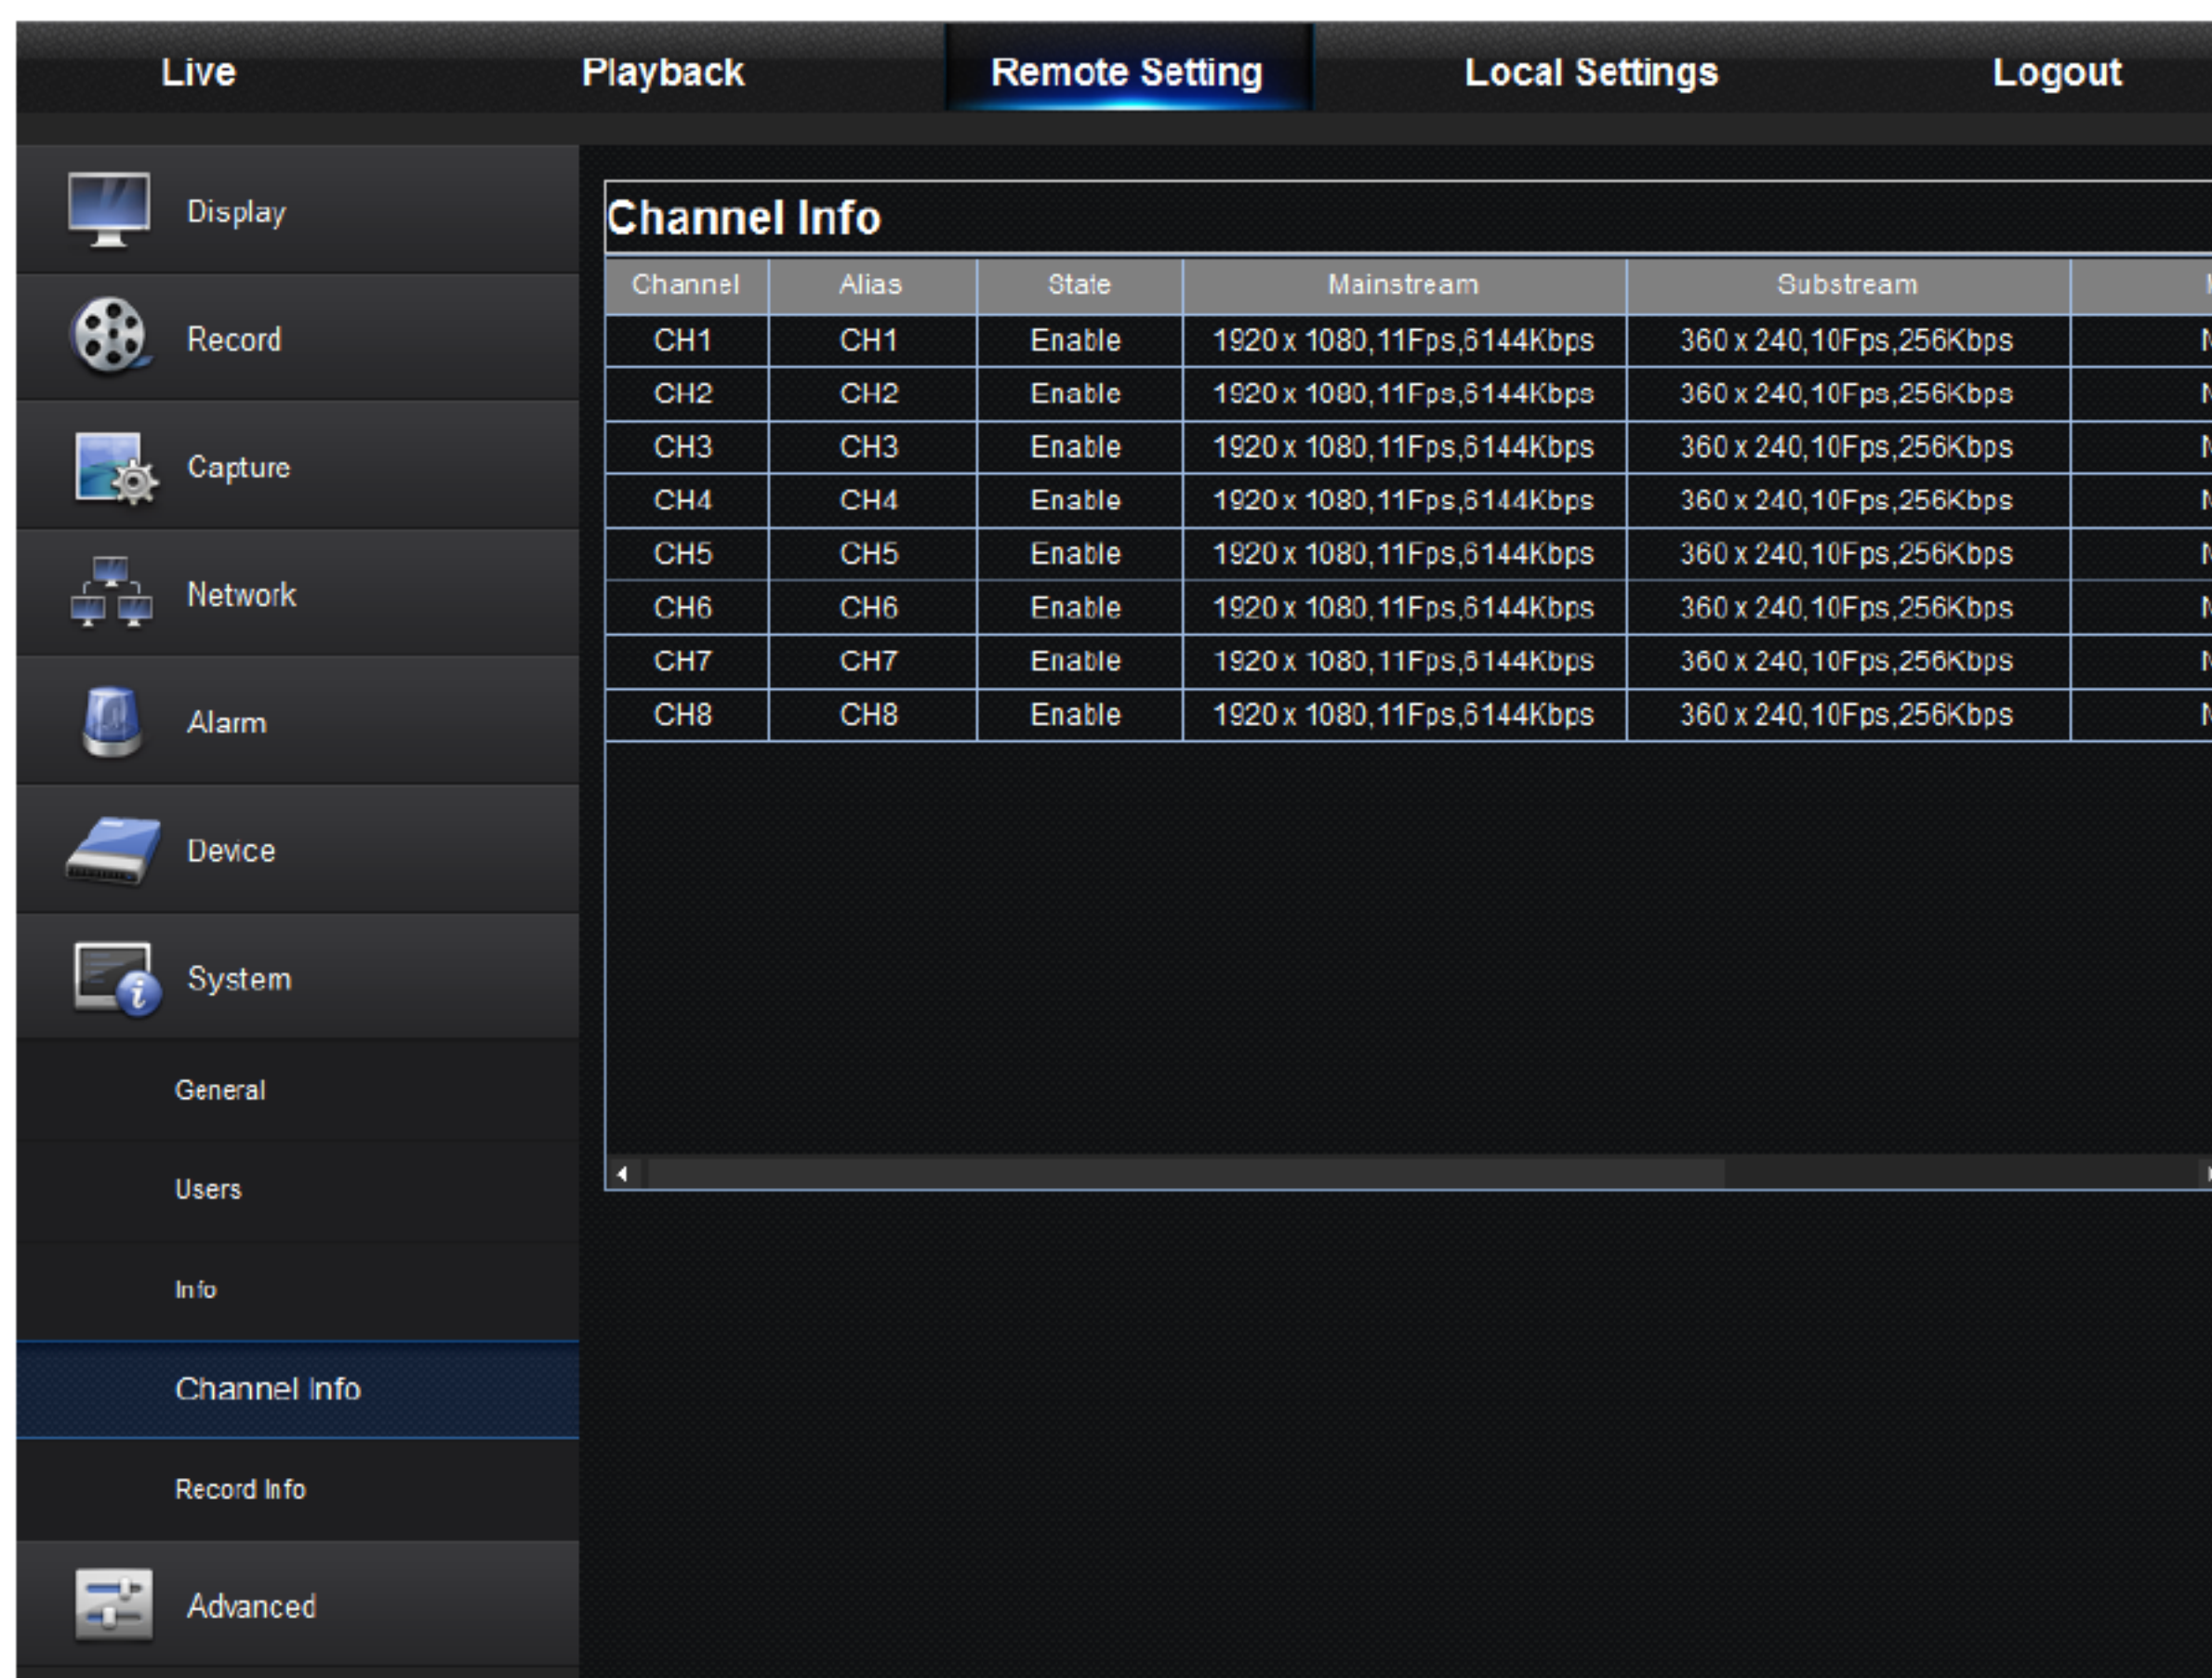 Live Playback Remote Setting Local Settings Logout
Display
Record
Capture
Network
Alarm
Device
System
General
Users
Info
Channel Info
Record Info
Advanced
Channel Info
Channel Alias State Mainstream Substream
CH1 CH1 Enable 1920 x 1080,11Fps,6144Kbps 360 x 240,10Fps,256Kbps
CH2 CH2 Enable 1920 x 1080,11Fps,6144Kbps 360 x 240,10Fps,256Kbps
CH3 CH3 Enable 1920 x 1080,11Fps,6144Kbps 360 x 240,10Fps,256Kbps
CH4 CH4 Enable 1920 x 1080,11Fps,6144Kbps 360 x 240,10Fps,256Kbps
CH5 CH5 Enable 1920 x 1080,11Fps,6144Kbps 360 x 240,10Fps,256Kbps
CH6 CH6 Enable 1920 x 1080,11Fps,6144Kbps 360 x 240,10Fps,256Kbps
CH7 CH7 Enable 1920 x 1080,11Fps,6144Kbps 360 x 240,10Fps,256Kbps
CH8 CH8 Enable 1920 x 1080,11Fps,6144Kbps 360 x 240,10Fps,256Kbps